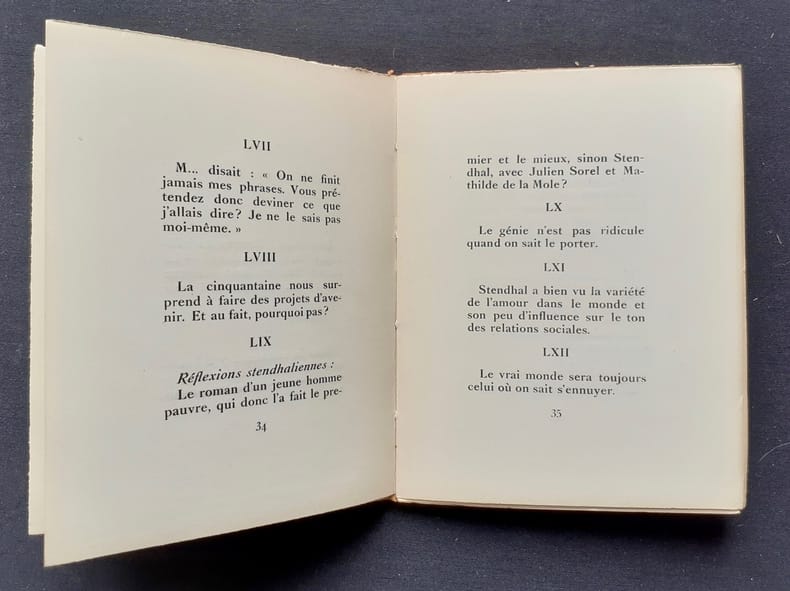 LVII
M... disait : « On ne finit
jamais mes phrases. Vous pré-
tendez donc deviner ce que
j'allais dire? Je ne le sais pas
moi-même. »
LVIII
La cinquantaine nous sur-
prend à faire des projets d'ave-
nir. Et au fait, pourquoi pas?
LIX
Réflexions stendhaliennes :
Le roman d'un jeune homme
pauvre, qui donc l'a fait le pre-
34
mier et le mieux, sinon Sten-
dhal, avec Julien Sorel et Ma-
thilde de la Mole?
LX
Le génie n'est pas ridicule
quand on sait le porter.
LXI
Stendhal a bien vu la variété
de l'amour dans le monde et
son peu d'influence sur le ton
des relations sociales.
LXII
Le vrai monde sera toujours
celui où on sait s'ennuyer.
35